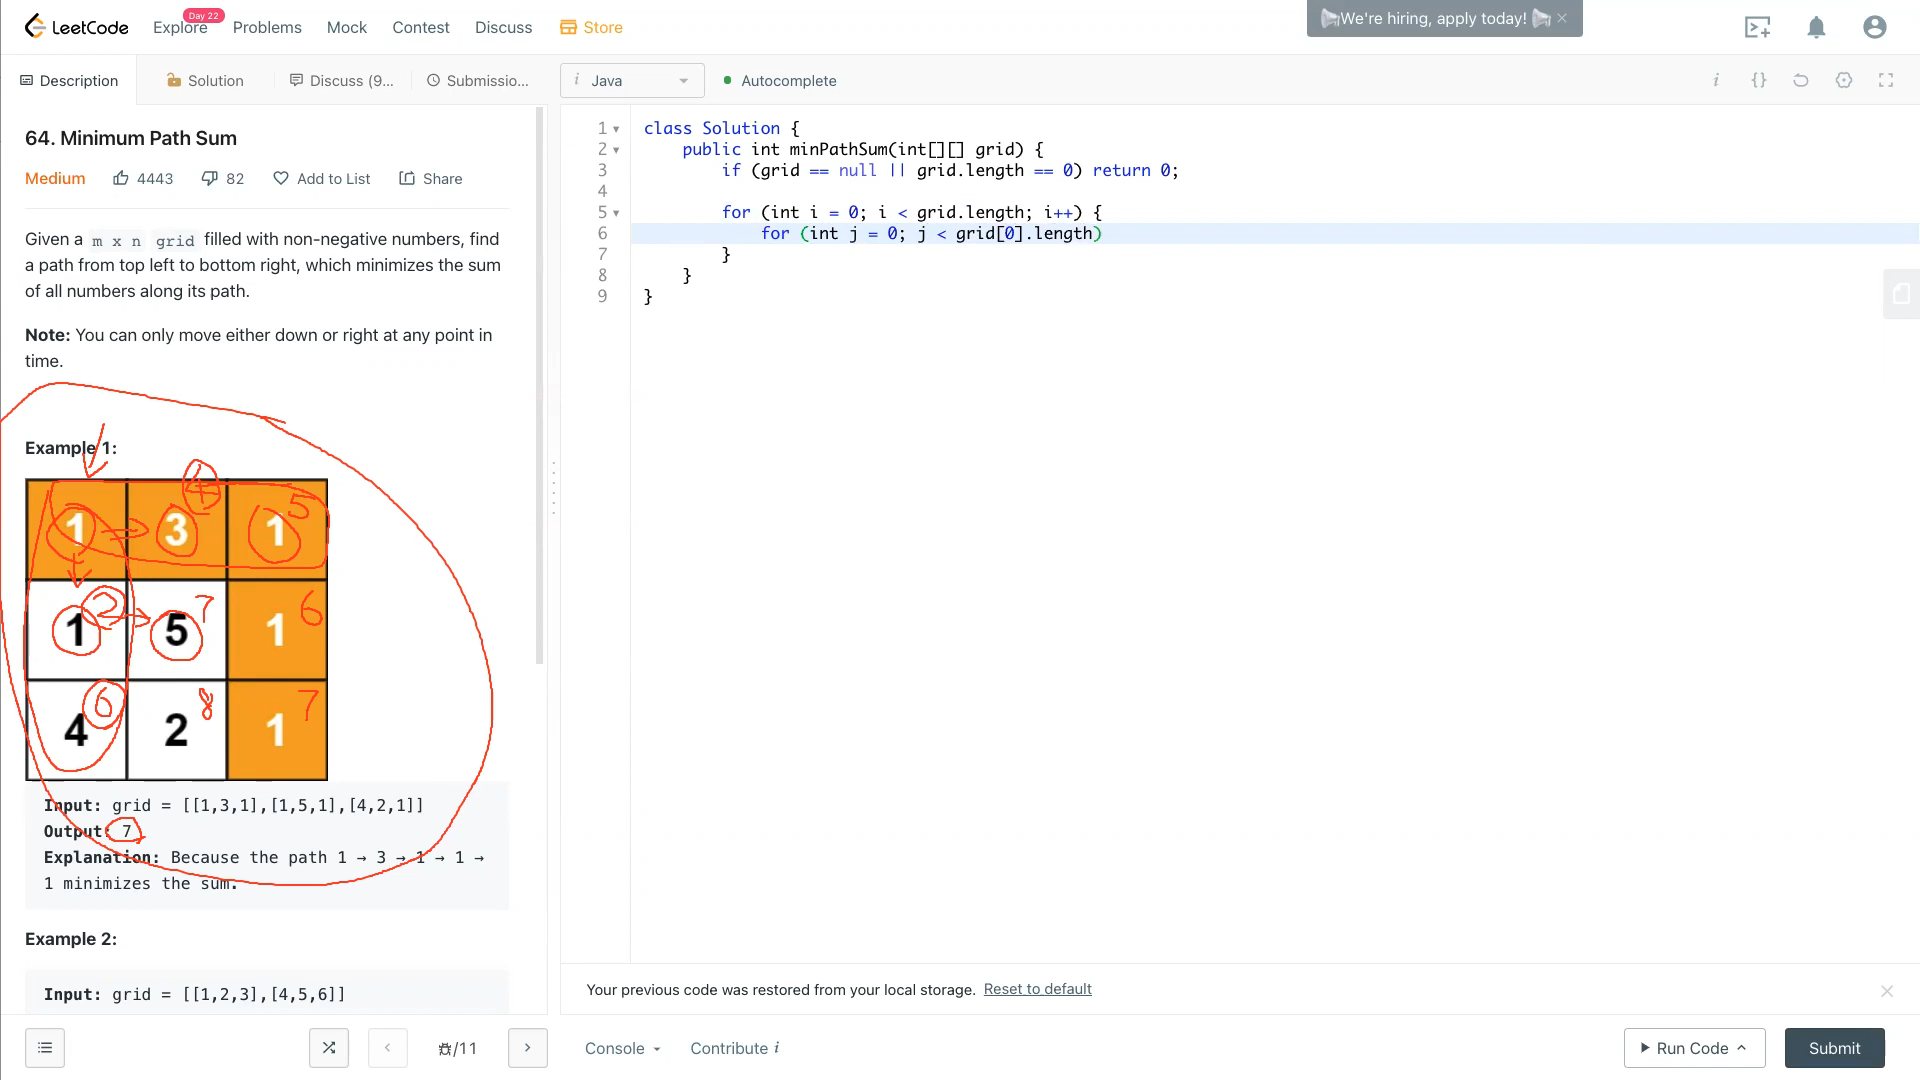 LeetCode Explore Day 22 Problems Mock Contest Discuss Store
We're hiring, apply today!
Description Solution Discuss (9... Submissio...
i Java Autocomplete i {}
64. Minimum Path Sum
Medium 4443 82 Add to List Share
Given a m x n grid filled with non-negative numbers, find
a path from top left to bottom right, which minimizes the sum
of all numbers along its path.
Note: You can only move either down or right at any point in
time.
Example 1:
4
1 3 1 5
2 7 6
1 5 1
6 8 7
4 2 1
Input: grid = [[1,3,1],[1,5,1],[4,2,1]]
Output: 7
Explanation: Because the path 1 → 3 → 1 → 1 →
1 minimizes the sum.
Example 2:
Input: grid = [[1,2,3],[4,5,6]]
1 class Solution {
2 public int minPathSum(int[][] grid) {
3 if (grid == null || grid.length == 0) return 0;
4
5 for (int i = 0; i < grid.length; i++) {
6 for (int j = 0; j < grid[0].length)
7 }
8 }
9 }
Your previous code was restored from your local storage. Reset to default
/11
Console Contribute i
Run Code Submit